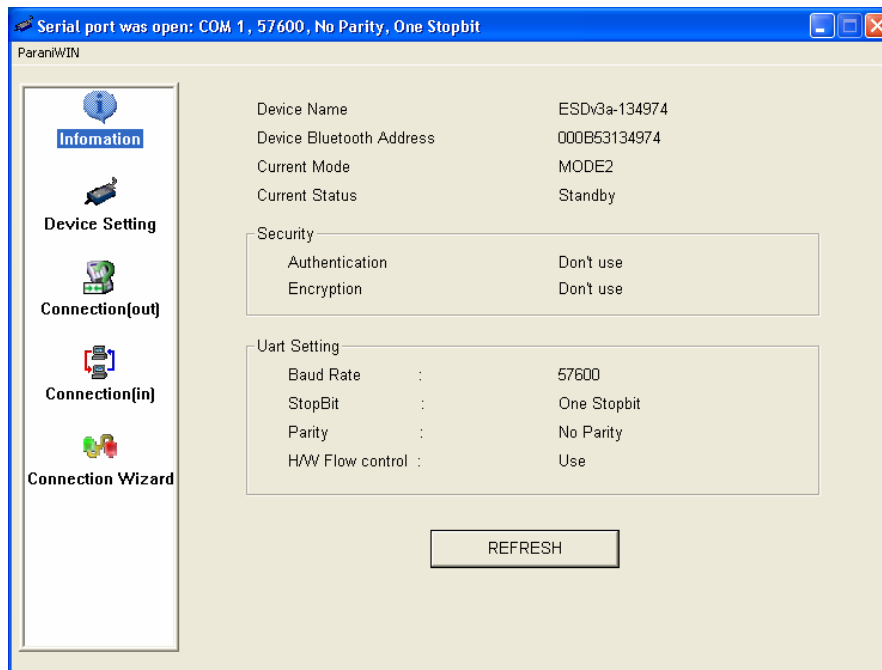 Serial port was open: COM 1, 57600, No Parity, One Stopbit
ParaniWIN
Infomation
Device Setting
Connection(out)
Connection(in)
Connection Wizard
Device Name ESDv3a-134974
Device Bluetooth Address 000B53134974
Current Mode MODE2
Current Status Standby
Security
Authentication Don't use
Encryption Don't use
Uart Setting
Baud Rate : 57600
StopBit : One Stopbit
Parity : No Parity
H/W Flow control : Use
REFRESH